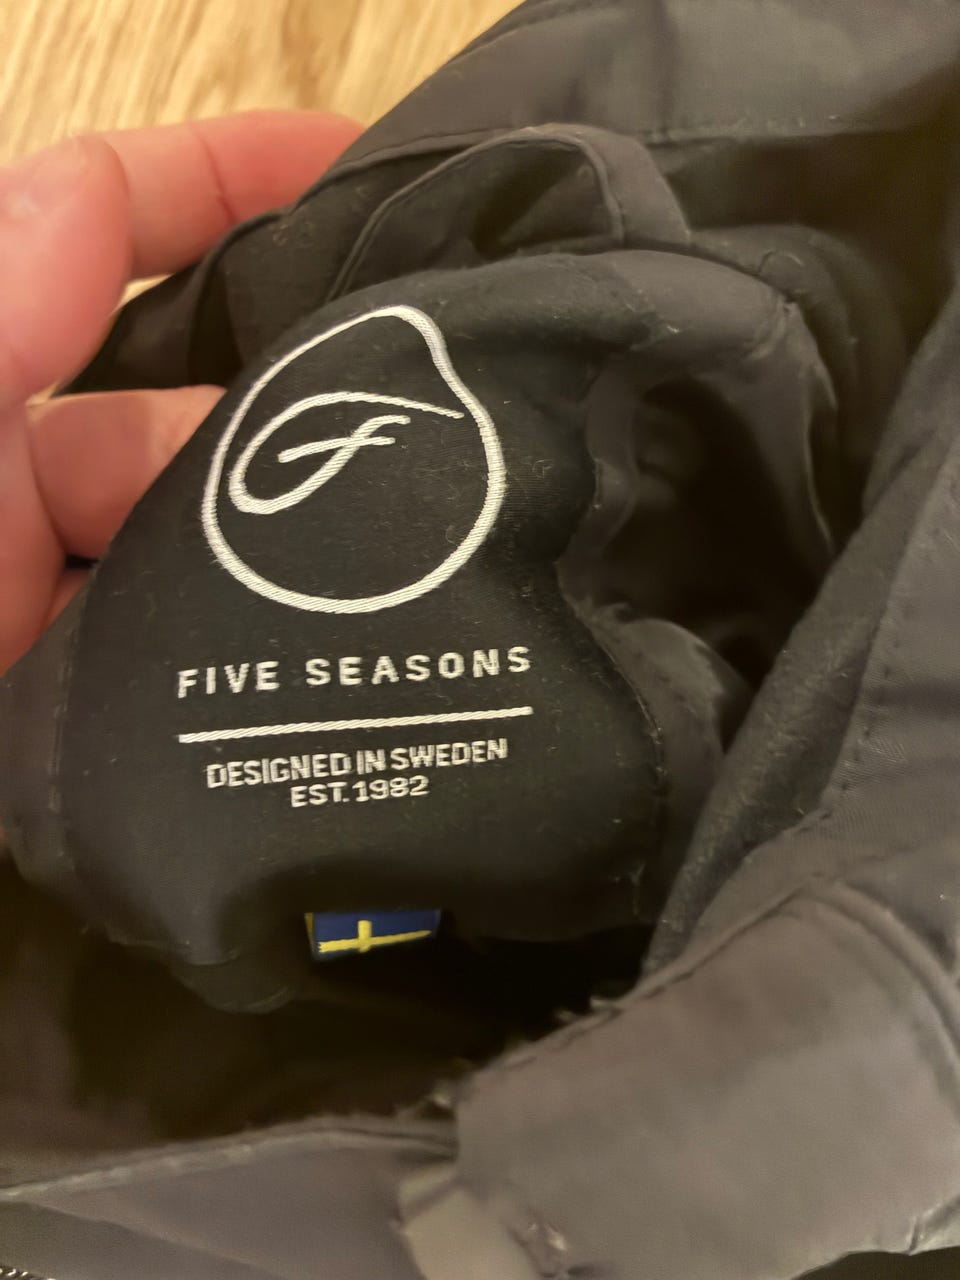 F
FIVE SEASONS
DESIGNED IN SWEDEN
EST. 1982